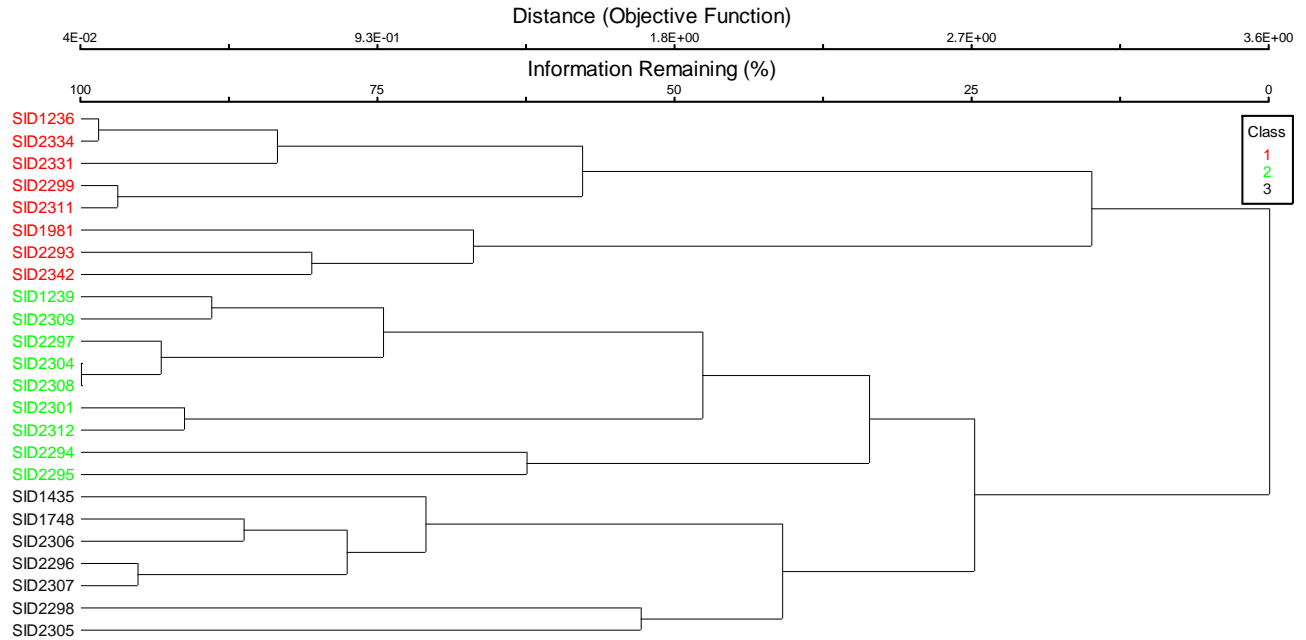 Distance (Objective Function)
4E-02 9.3E-01 1.8E+00 2.7E+00 3.6E+00
Information Remaining (%)
100 75 50 25 0
SID1236
SID2334
SID2331
SID2299
SID2311
SID1981
SID2293
SID2342
SID1239
SID2309
SID2297
SID2304
SID2308
SID2301
SID2312
SID2294
SID2295
SID1435
SID1748
SID2306
SID2296
SID2307
SID2298
SID2305
Class
1
2
3